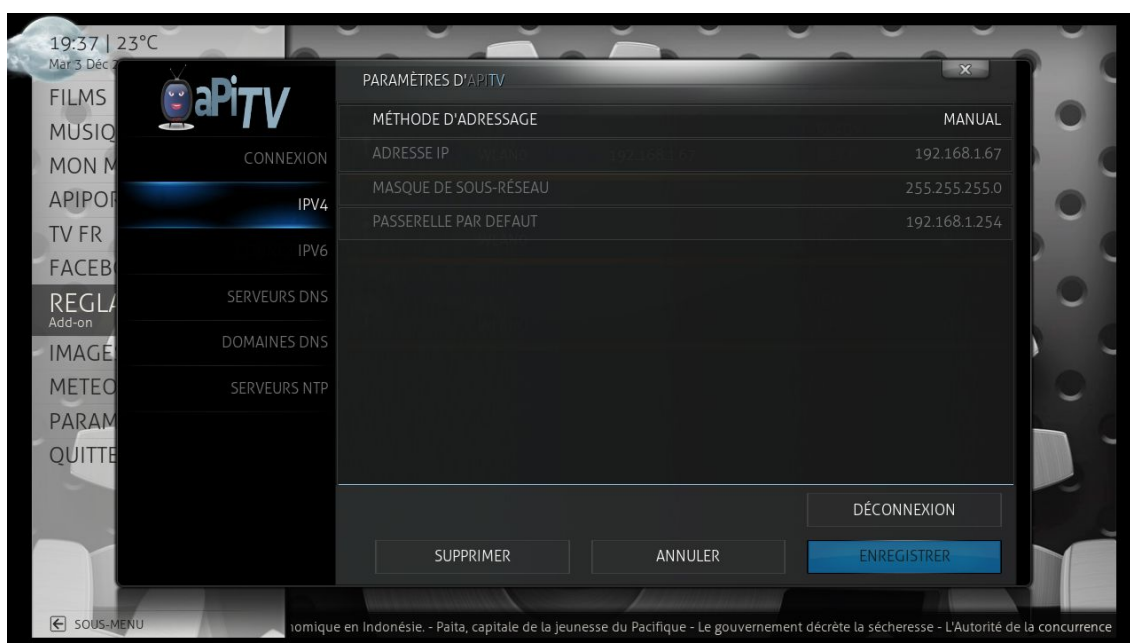 19:37 | 23°C
Mar 3 Déc 2
FILMS
MUSIQ
MON M
APIPOR
TV FR
FACEB
REGLA
Add-on
IMAGE
METEO
PARAM
QUITTE
SOUS-MENU
aPiTV
CONNEXION
IPV4
IPV6
SERVEURS DNS
DOMAINES DNS
SERVEURS NTP
PARAMÈTRES D'APITV
X
MÉTHODE D'ADRESSAGE MANUAL
ADRESSE IP 192.168.1.67
MASQUE DE SOUS-RÉSEAU 255.255.255.0
PASSERELLE PAR DEFAUT 192.168.1.254
DÉCONNEXION
SUPPRIMER ANNULER ENREGISTRER
nomique en Indonésie. - Paita, capitale de la jeunesse du Pacifique - Le gouvernement décrète la sécheresse - L'Autorité de la concurrence